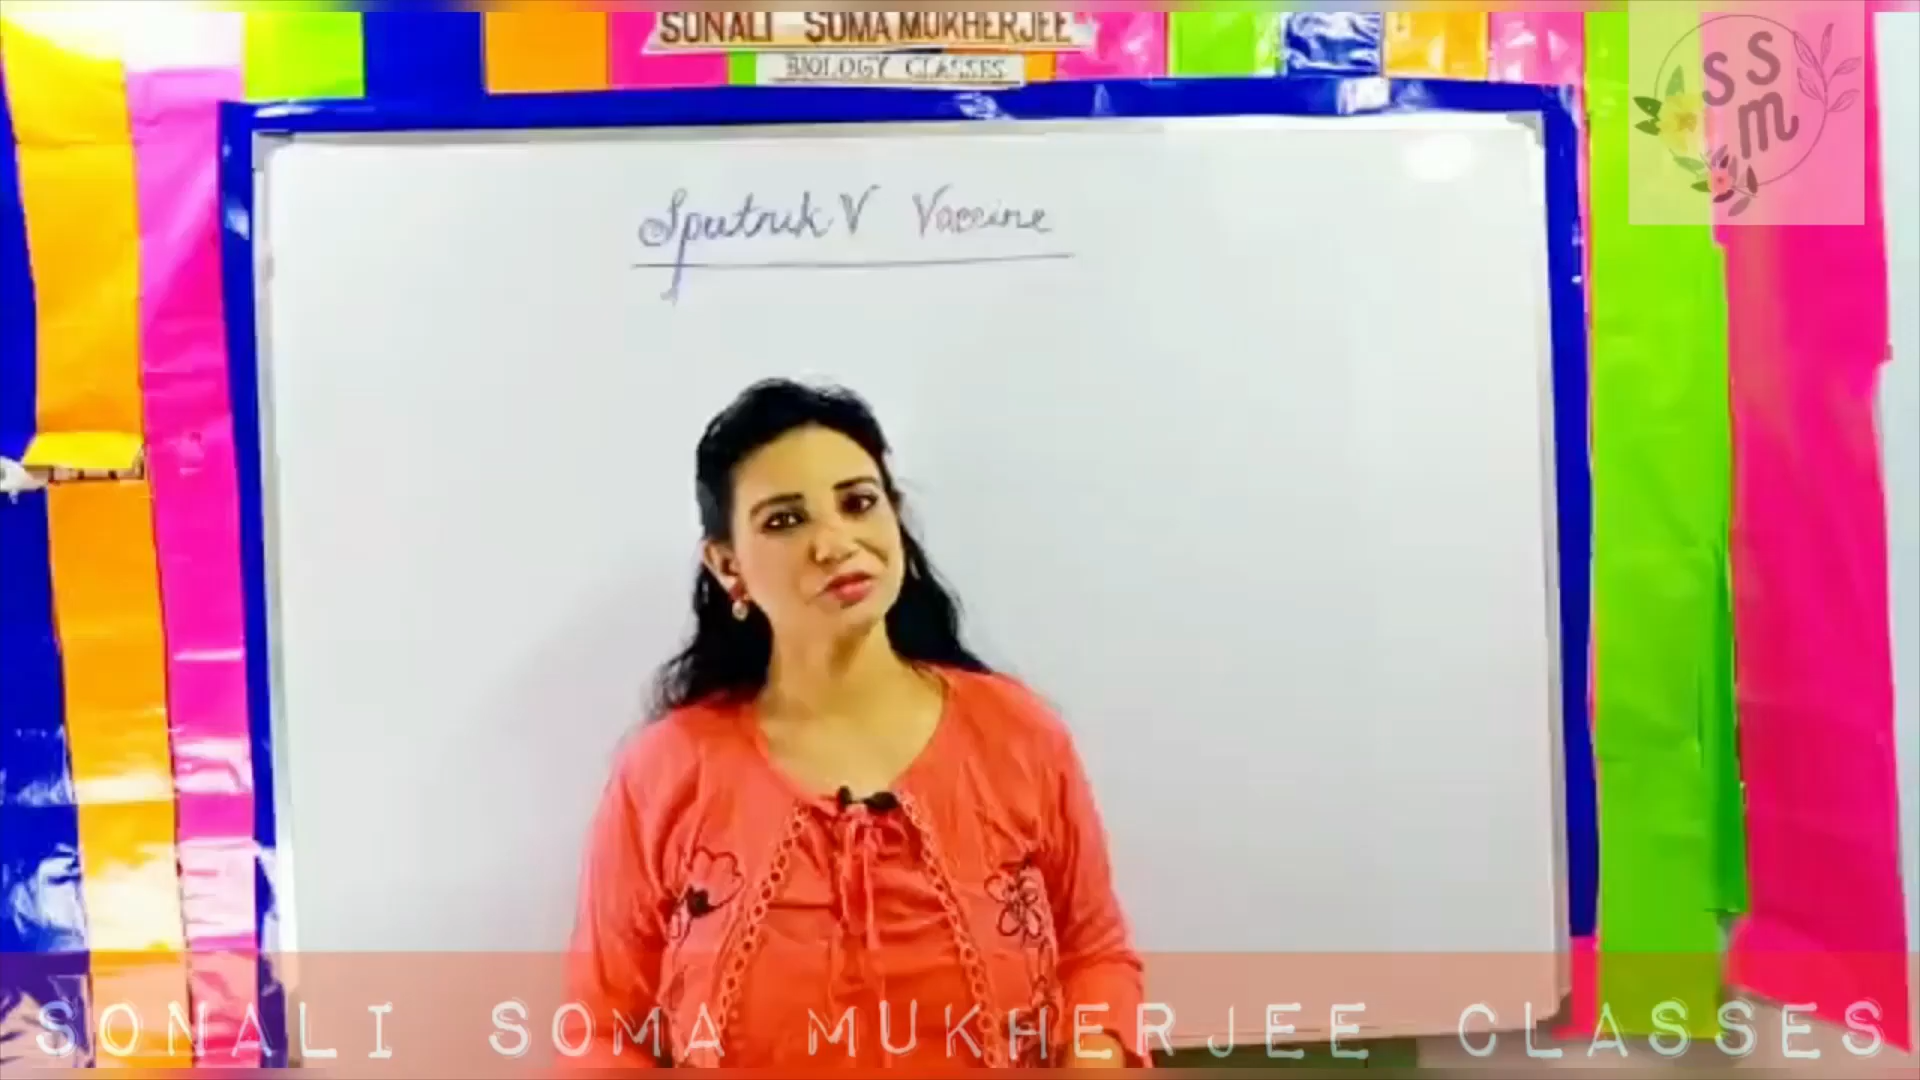 SONALI SOMA MUKHERJEE
BIOLOGY CLASSES
S S
M
Sputnik V Vaccine
SONALI SOMA MUKHERJEE CLASSES